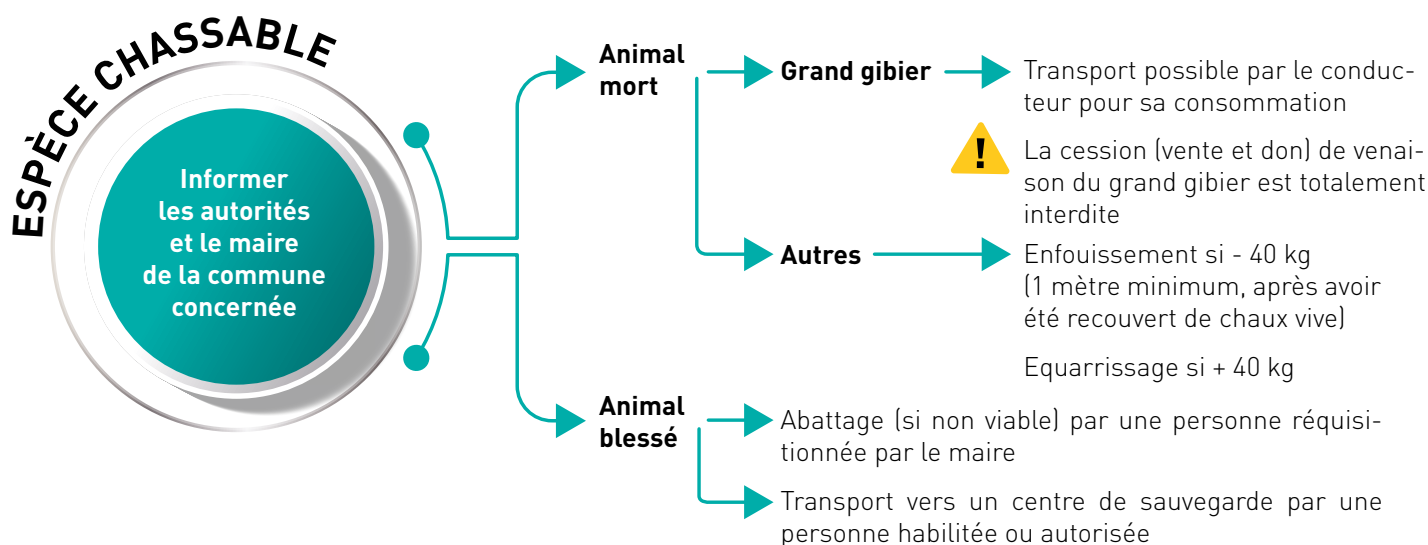 ESPÈCE CHASSABLE
Informer
les autorités
et le maire
de la commune
concernée
Animal
mort
Grand gibier
Transport possible par le conduc-
teur pour sa consommation
!
La cession (vente et don) de venai-
son du grand gibier est totalement
interdite
Autres
Enfouissement si - 40 kg
(1 mètre minimum, après avoir
été recouvert de chaux vive)
Equarrissage si + 40 kg
Animal
blessé
Abattage (si non viable) par une personne réquisi-
tionnée par le maire
Transport vers un centre de sauvegarde par une
personne habilitée ou autorisée